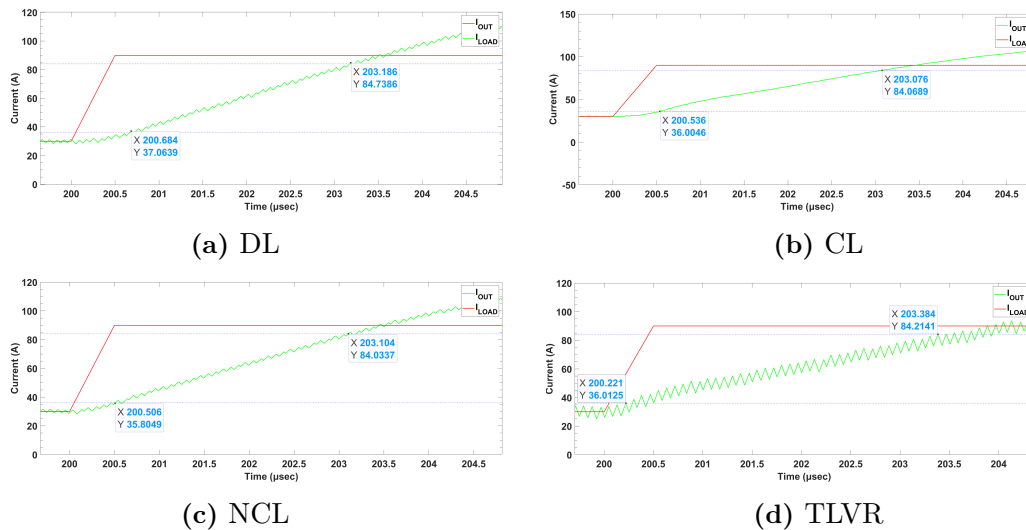 120
100
80
60
40
20
0
Current (A)
I_OUT
I_LOAD
X 203.186
Y 84.7386
X 200.684
Y 37.0639
200 200.5 201 201.5 202 202.5 203 203.5 204 204.5
Time (µsec)
(a) DL
150
100
50
0
-50
Current (A)
I_OUT
I_LOAD
X 203.076
Y 84.0689
X 200.536
Y 36.0046
200 200.5 201 201.5 202 202.5 203 203.5 204 204.5
Time (µsec)
(b) CL
120
100
80
60
40
20
0
Current (A)
I_OUT
I_LOAD
X 203.104
Y 84.0337
X 200.506
Y 35.8049
200 200.5 201 201.5 202 202.5 203 203.5 204 204.5
Time (µsec)
(c) NCL
120
100
80
60
40
20
0
Current (A)
I_OUT
I_LOAD
X 203.384
Y 84.2141
X 200.221
Y 36.0125
200 200.5 201 201.5 202 202.5 203 203.5 204
Time (µsec)
(d) TLVR